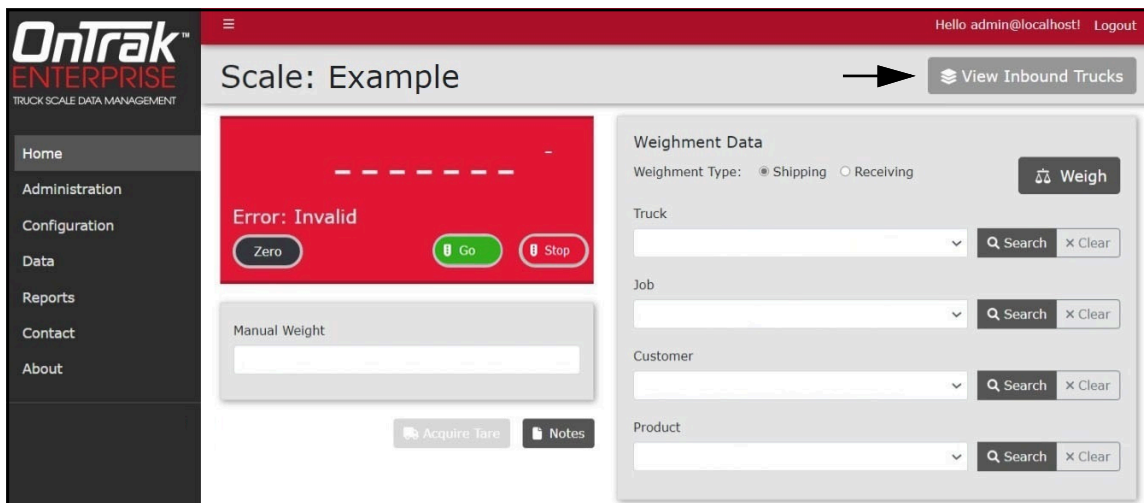 OnTrak™
ENTERPRISE
TRUCK SCALE DATA MANAGEMENT
Hello admin@localhost! Logout
Scale: Example
View Inbound Trucks
Home
Administration
Configuration
Data
Reports
Contact
About
_ _ _ _ _ _ _ -
Error: Invalid
Zero
Go
Stop
Manual Weight
Acquire Tare
Notes
Weighment Data
Weighment Type: Shipping Receiving
Weigh
Truck
Search × Clear
Job
Search × Clear
Customer
Search × Clear
Product
Search × Clear